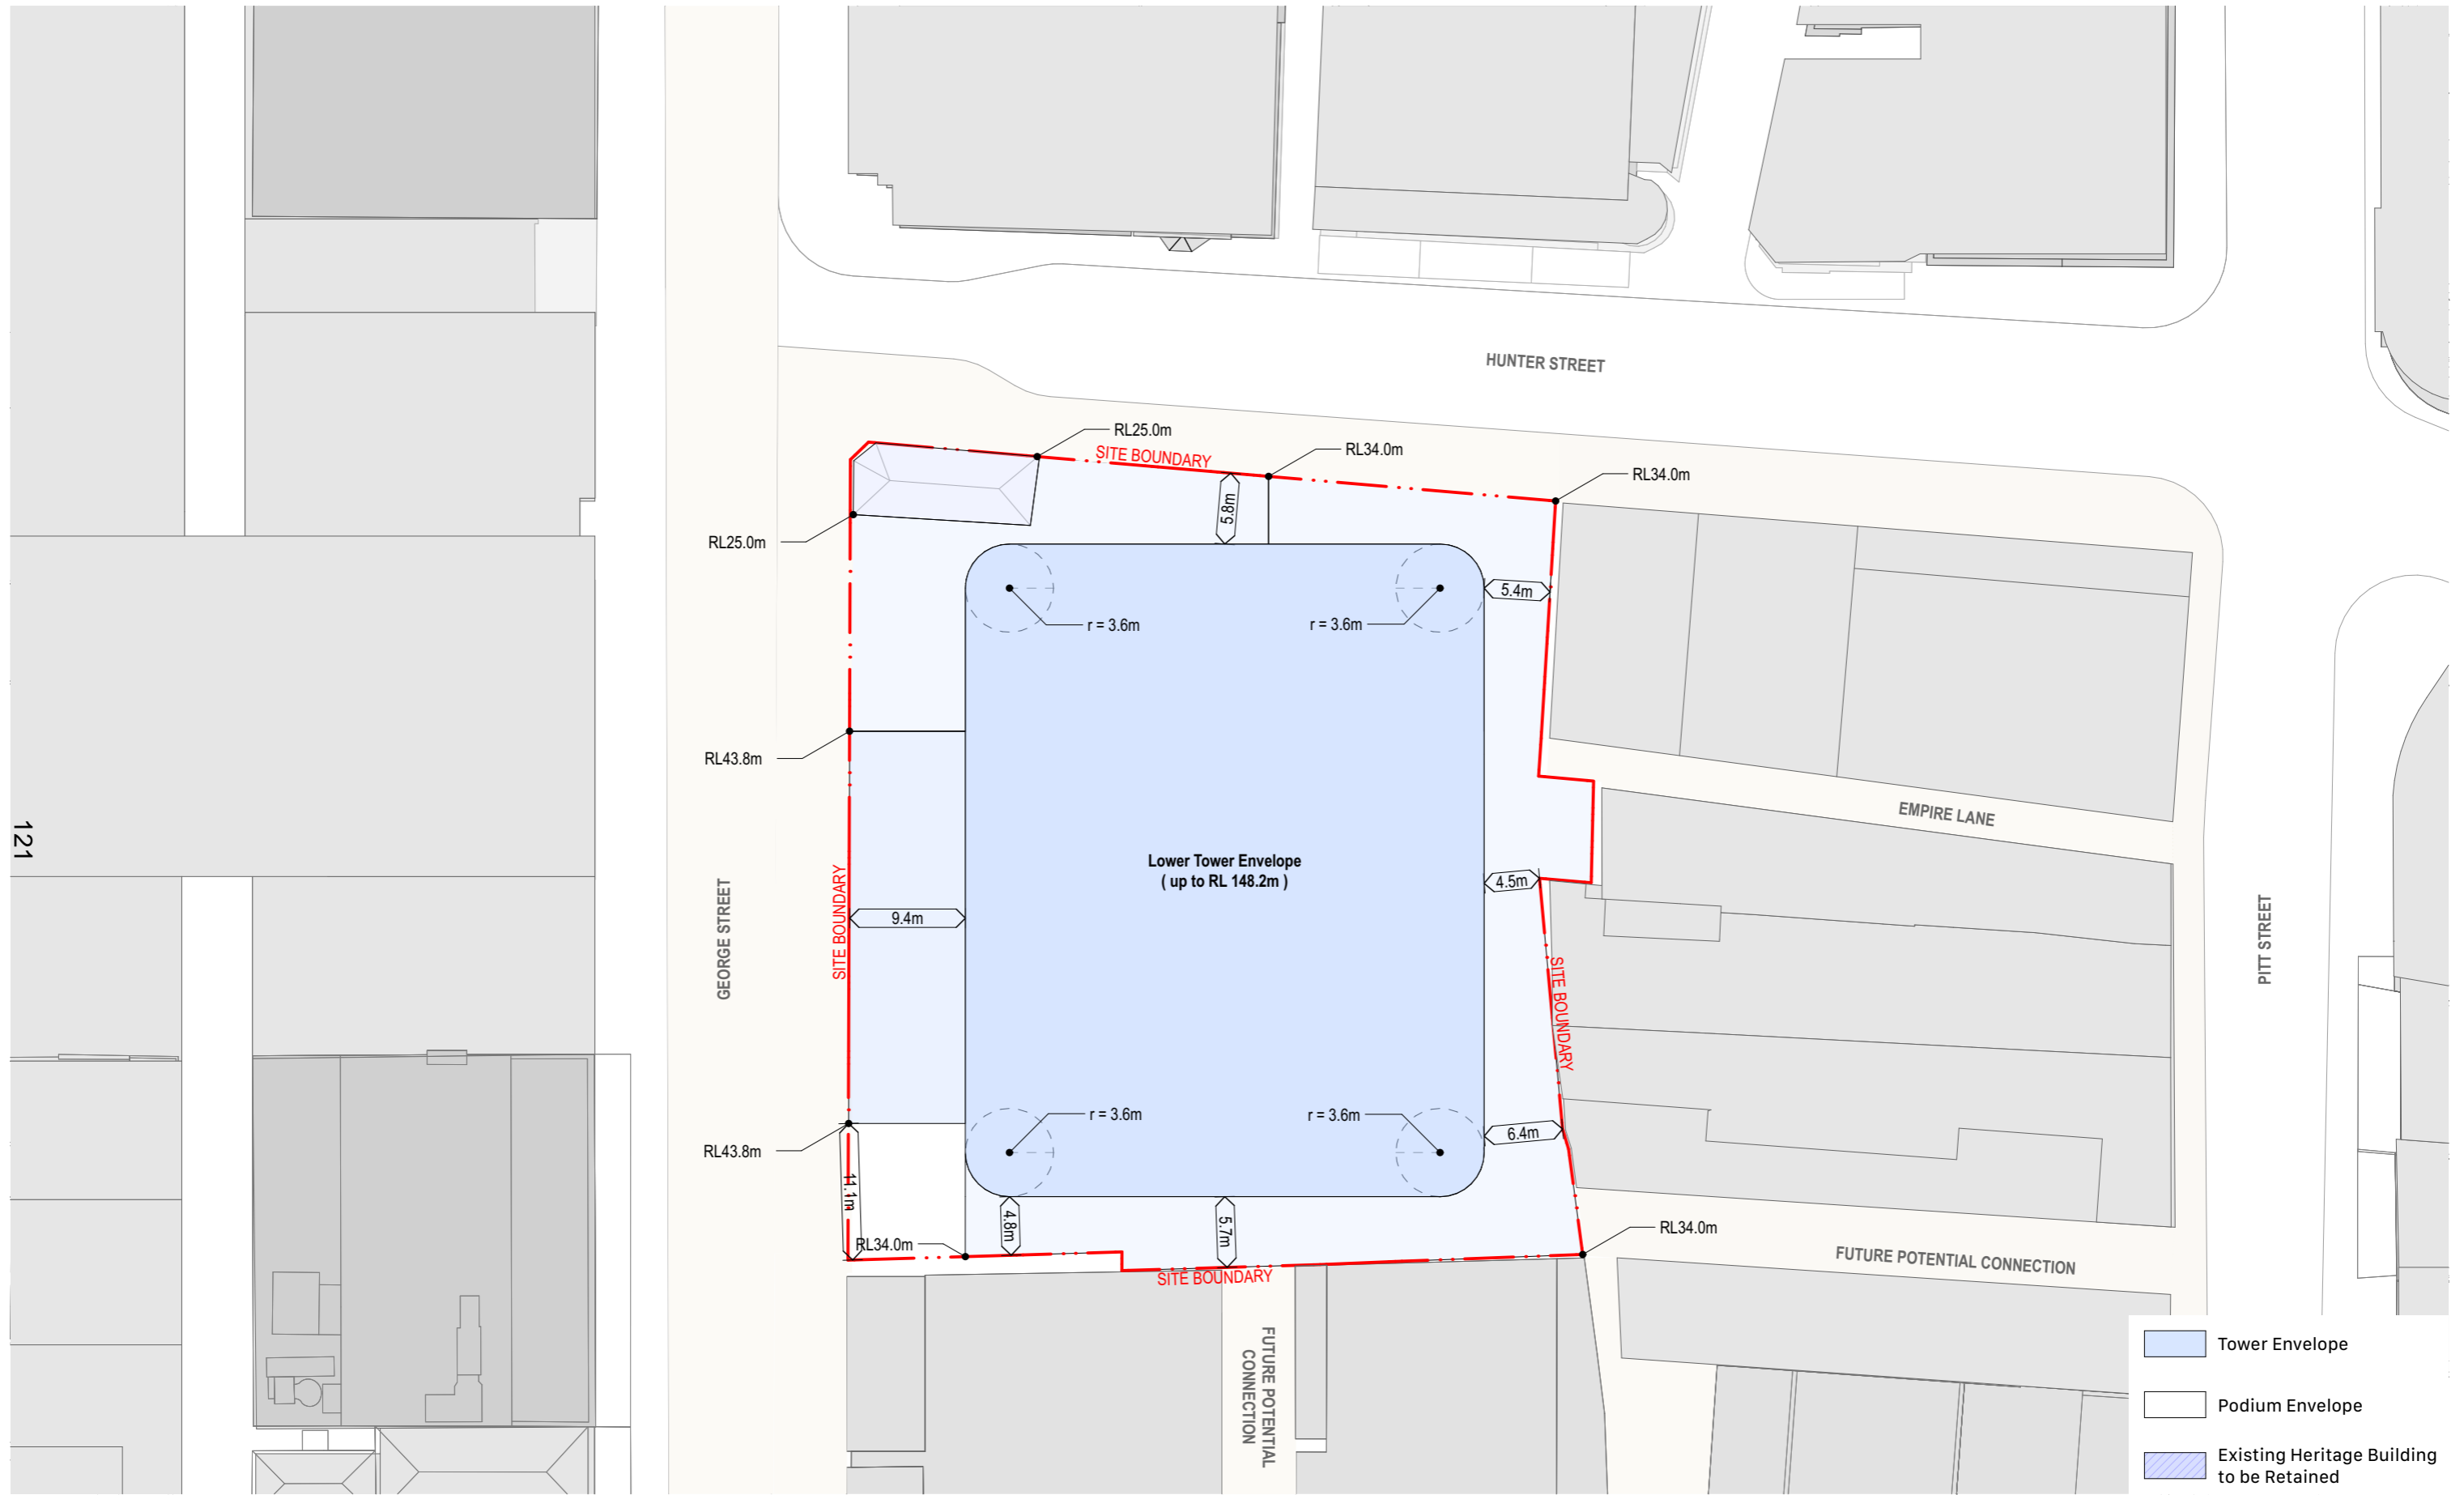 HUNTER STREET
RL25.0m
SITE BOUNDARY
RL34.0m
RL34.0m
5.8m
RL25.0m
5.4m
r = 3.6m
r = 3.6m
RL43.8m
EMPIRE LANE
121
Lower Tower Envelope
( up to RL 148.2m )
4.5m
SITE BOUNDARY
GEORGE STREET
9.4m
PITT STREET
SITE BOUNDARY
r = 3.6m
r = 3.6m
6.4m
RL43.8m
11.1m
4.8m
5.7m
RL34.0m
RL34.0m
SITE BOUNDARY
FUTURE POTENTIAL CONNECTION
FUTURE POTENTIAL
CONNECTION
Tower Envelope
Podium Envelope
Existing Heritage Building
to be Retained